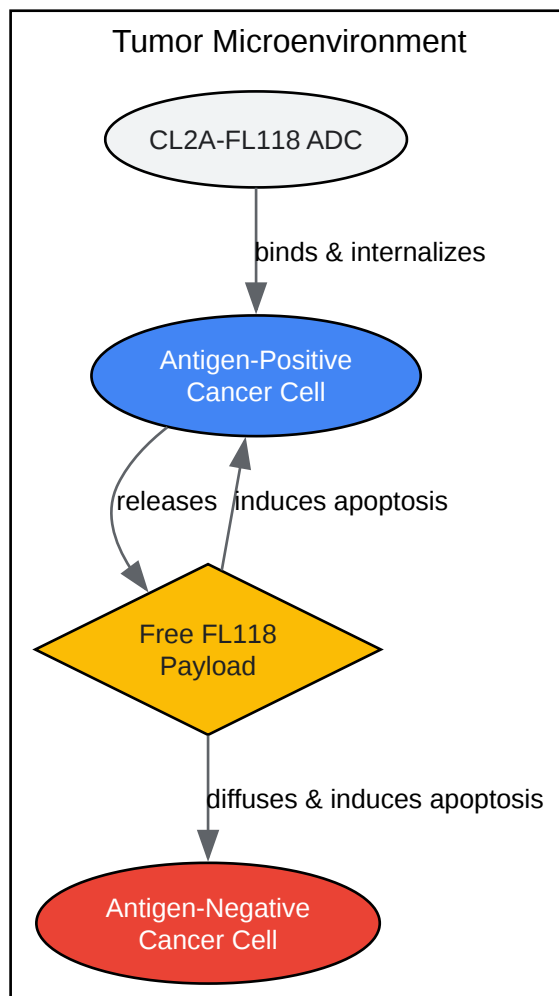 Tumor Microenvironment
CL2A-FL118 ADC
binds & internalizes
Antigen-Positive
Cancer Cell
releases
induces apoptosis
Free FL118
Payload
diffuses & induces apoptosis
Antigen-Negative
Cancer Cell